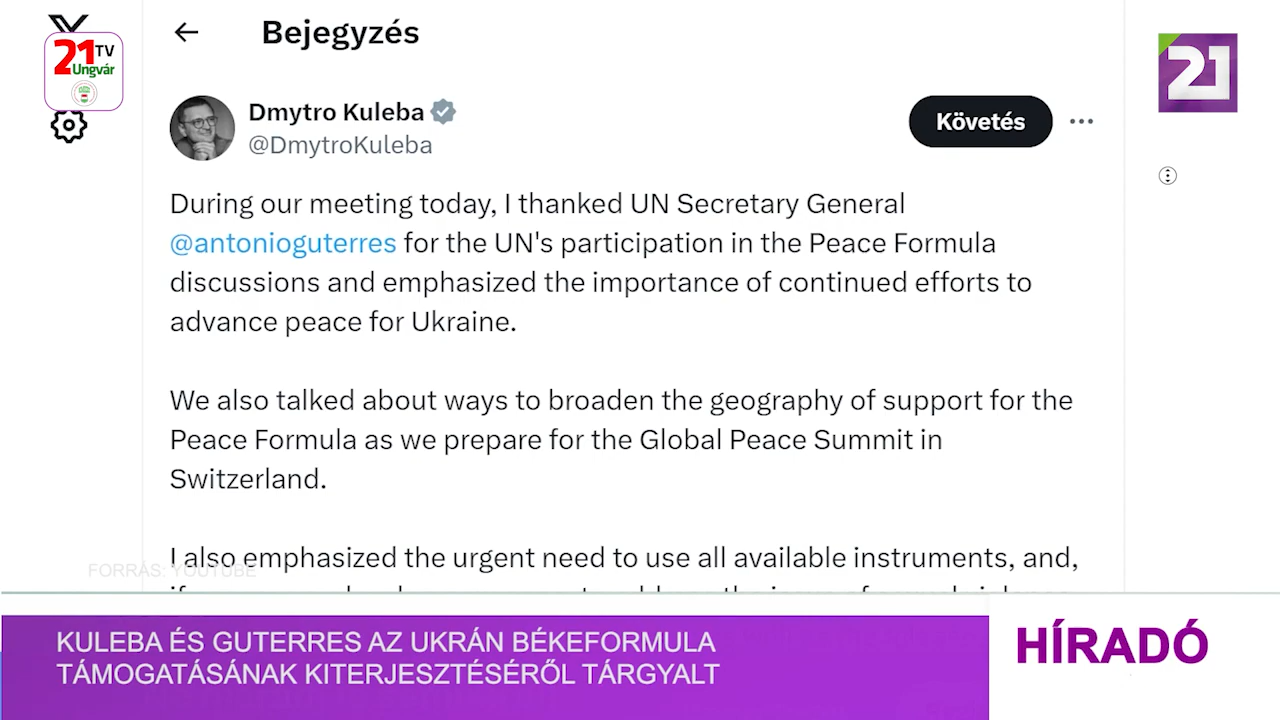 21 TV
Ungvár
Bejegyzés
21
Dmytro Kuleba
@DmytroKuleba
Követés
During our meeting today, I thanked UN Secretary General
@antonioguterres for the UN's participation in the Peace Formula
discussions and emphasized the importance of continued efforts to
advance peace for Ukraine.
We also talked about ways to broaden the geography of support for the
Peace Formula as we prepare for the Global Peace Summit in
Switzerland.
I also emphasized the urgent need to use all available instruments, and,
FORRÁS: YOUTUBE
KULEBA ÉS GUTERRES AZ UKRÁN BÉKEFORMULA
TÁMOGATÁSÁNAK KITERJESZTÉSÉRŐL TÁRGYALT
HÍRADÓ